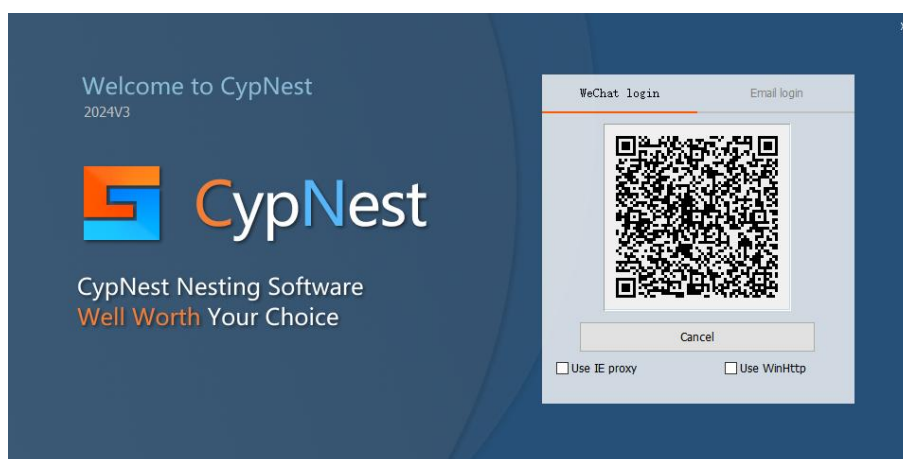 Welcome to CypNest
2024V3
CypNest
CypNest Nesting Software
Well Worth Your Choice
WeChat login
Email login
Cancel
Use IE proxy
Use WinHttp